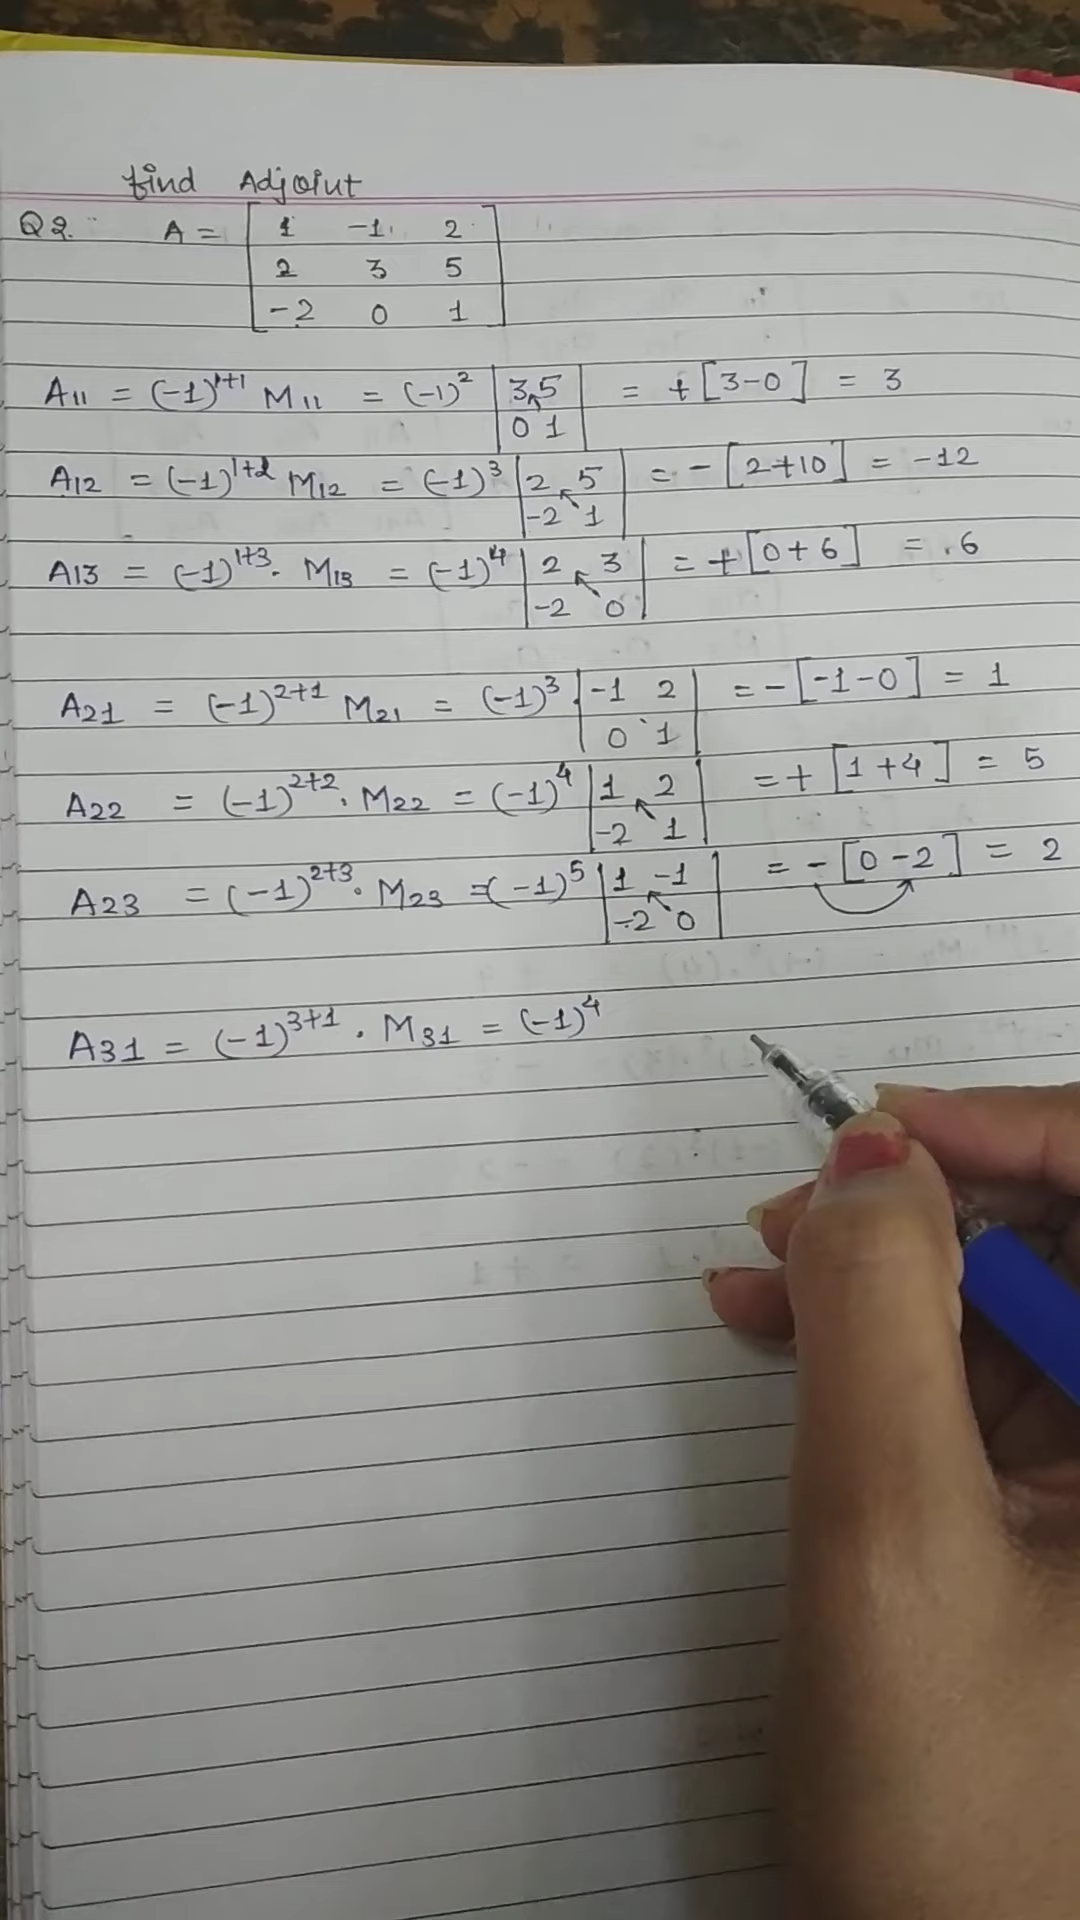 find Adjoint
Q2. A = [ 1 -1 2
2 3 5
-2 0 1 ]
A11 = (-1)^1+1 M11 = (-1)^2 | 3 5 | = +[3-0] = 3
0 1
A12 = (-1)^1+2 M12 = (-1)^3 | 2 5 | = -[2+10] = -12
-2 1
A13 = (-1)^1+3 . M13 = (-1)^4 | 2 3 | = +[0+6] = .6
-2 0
A21 = (-1)^2+1 M21 = (-1)^3 . | -1 2 | = -[-1-0] = 1
0 1
A22 = (-1)^2+2 . M22 = (-1)^4 | 1 2 | = +[1+4] = 5
-2 1
A23 = (-1)^2+3 . M23 = (-1)^5 | 1 -1 | = -[0-2] = 2
-2 0
A31 = (-1)^3+1 . M31 = (-1)^4